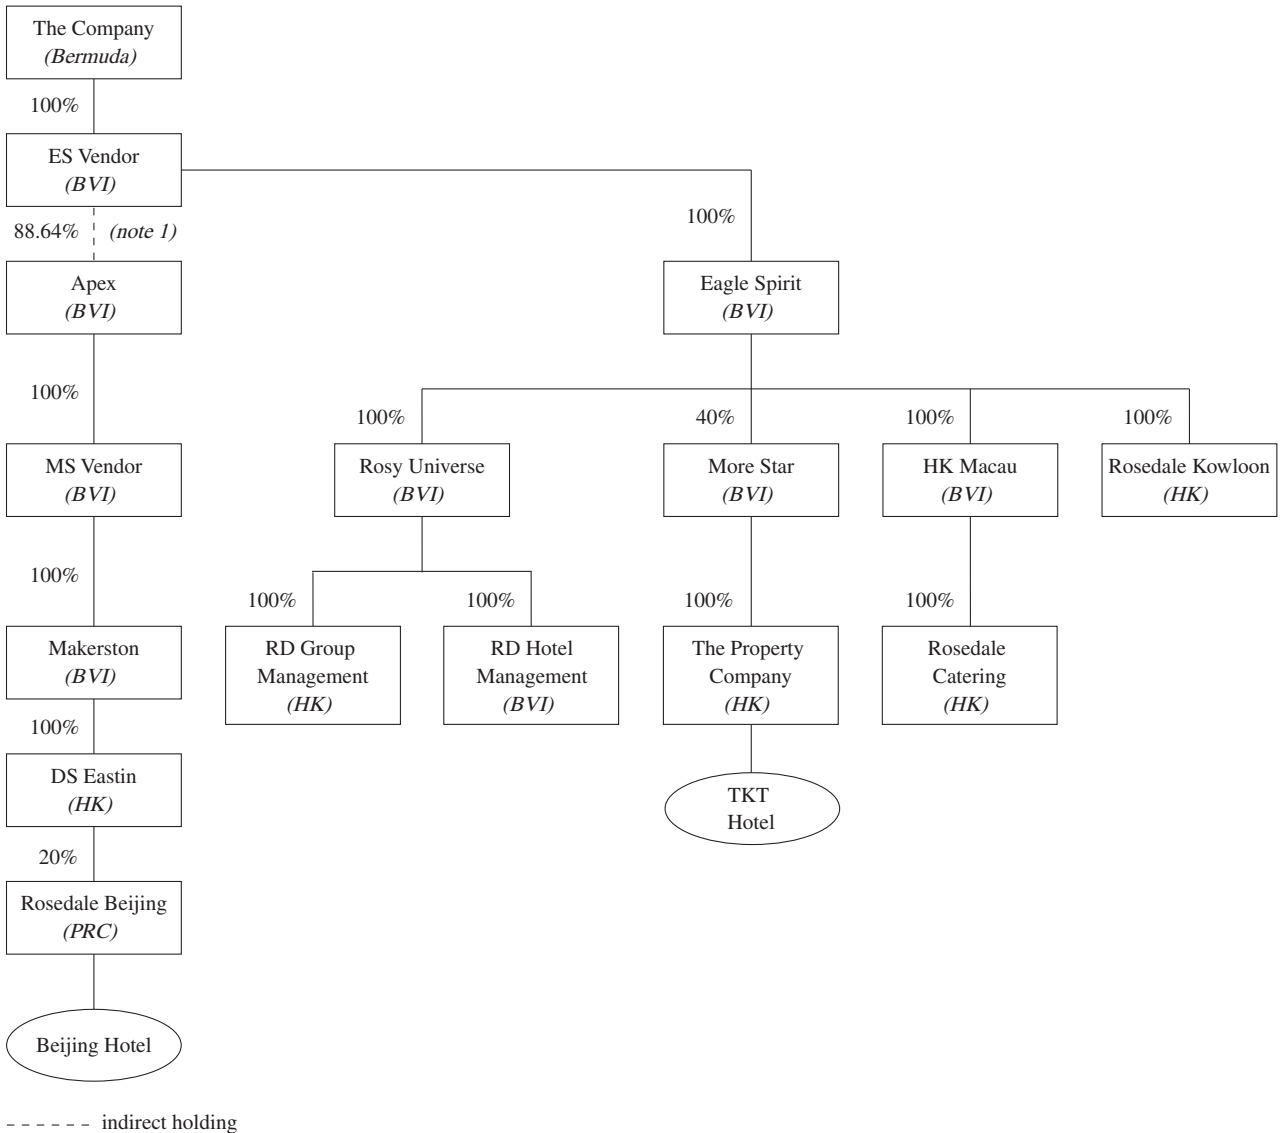 The Company
(Bermuda)
100%
ES Vendor
(BVI)
88.64% (note 1)
100%
Apex
(BVI)
Eagle Spirit
(BVI)
100%
100%
40%
100%
100%
MS Vendor
(BVI)
Rosy Universe
(BVI)
More Star
(BVI)
HK Macau
(BVI)
Rosedale Kowloon
(HK)
100%
100%
100%
100%
100%
Makerston
(BVI)
RD Group
Management
(HK)
RD Hotel
Management
(BVI)
The Property
Company
(HK)
Rosedale
Catering
(HK)
100%
DS Eastin
(HK)
TKT
Hotel
20%
Rosedale Beijing
(PRC)
Beijing Hotel
indirect holding